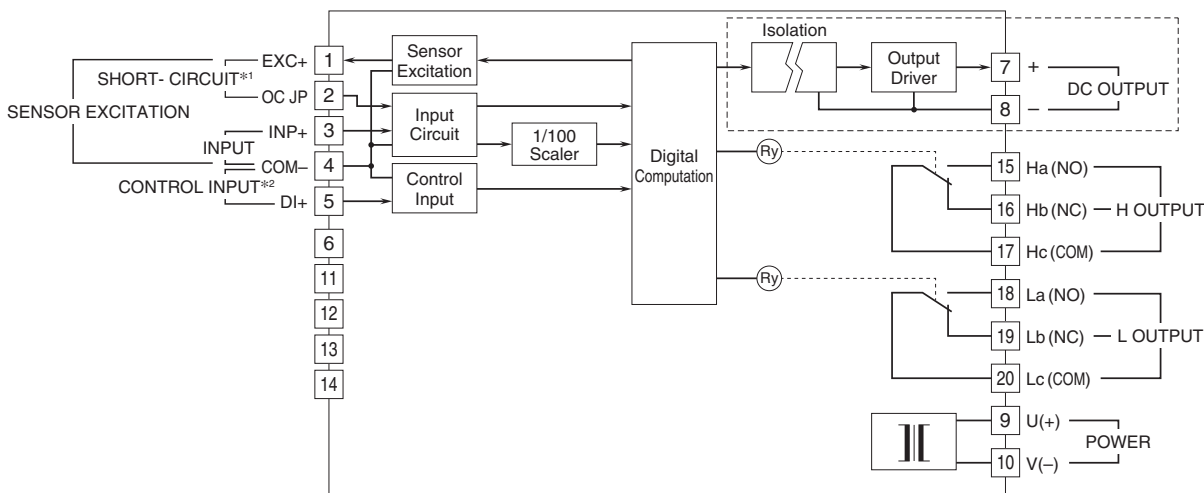 EXC+
1
SHORT- CIRCUIT*1
OC JP
2
SENSOR EXCITATION
INP+
3
INPUT
COM–
4
CONTROL INPUT*2
DI+
5
6
11
12
13
14
Sensor
Excitation
Input
Circuit
1/100
Scaler
Control
Input
Digital
Computation
Isolation
Output
Driver
7
+
DC OUTPUT
8
–
Ry
15
Ha (NO)
16
Hb (NC)
H OUTPUT
17
Hc (COM)
Ry
18
La (NO)
19
Lb (NC)
L OUTPUT
20
Lc (COM)
9
U(+)
POWER
10
V(–)